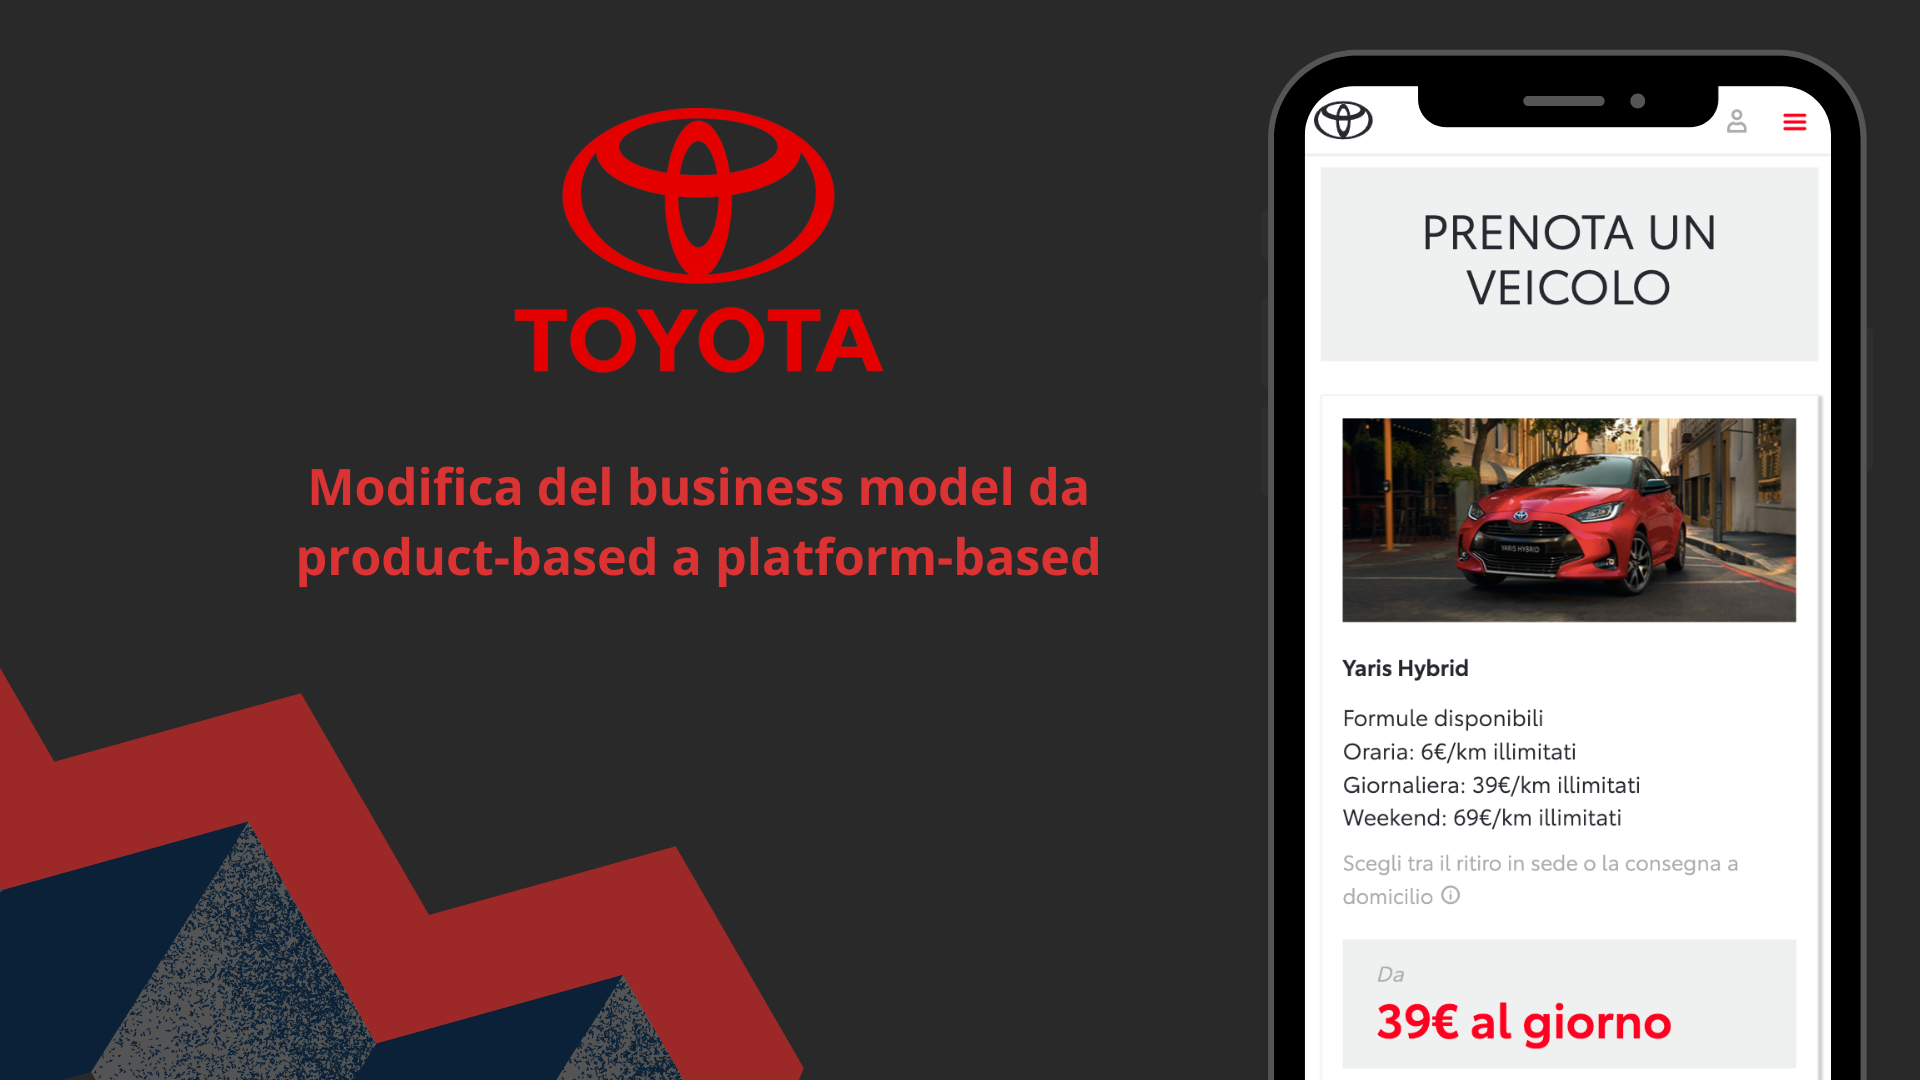 TOYOTA
Modifica del business model da
product-based a platform-based
PRENOTA UN
VEICOLO
YARIS HYBRID
Yaris Hybrid
Formule disponibili
Oraria: 6€/km illimitati
Giornaliera: 39€/km illimitati
Weekend: 69€/km illimitati
Scegli tra il ritiro in sede o la consegna a
domicilio
Da
39€ al giorno